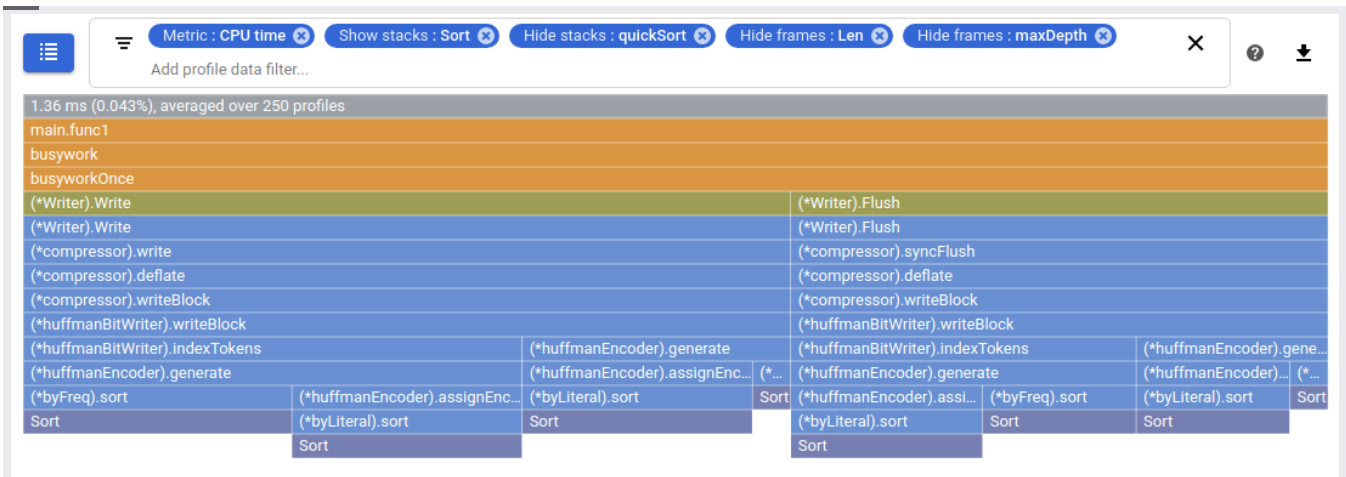 Metric : CPU time Show stacks : Sort Hide stacks : quickSort Hide frames : Len Hide frames : maxDepth
Add profile data filter...
1.36 ms (0.043%), averaged over 250 profiles
main.func1
busywork
busyworkOnce
(*Writer).Write (*Writer).Flush
(*Writer).Write (*Writer).Flush
(*compressor).write (*compressor).syncFlush
(*compressor).deflate (*compressor).deflate
(*compressor).writeBlock (*compressor).writeBlock
(*huffmanBitWriter).writeBlock (*huffmanBitWriter).writeBlock
(*huffmanBitWriter).indexTokens (*huffmanEncoder).generate (*huffmanBitWriter).indexTokens (*huffmanEncoder).gene...
(*huffmanEncoder).generate (*huffmanEncoder).assignEnc... (*... (*huffmanEncoder).generate (*huffmanEncoder)... (*...
(*byFreq).sort (*huffmanEncoder).assignEnc... (*byLiteral).sort Sort (*huffmanEncoder).assi... (*byFreq).sort (*byLiteral).sort Sort
Sort (*byLiteral).sort Sort (*byLiteral).sort Sort Sort
Sort Sort